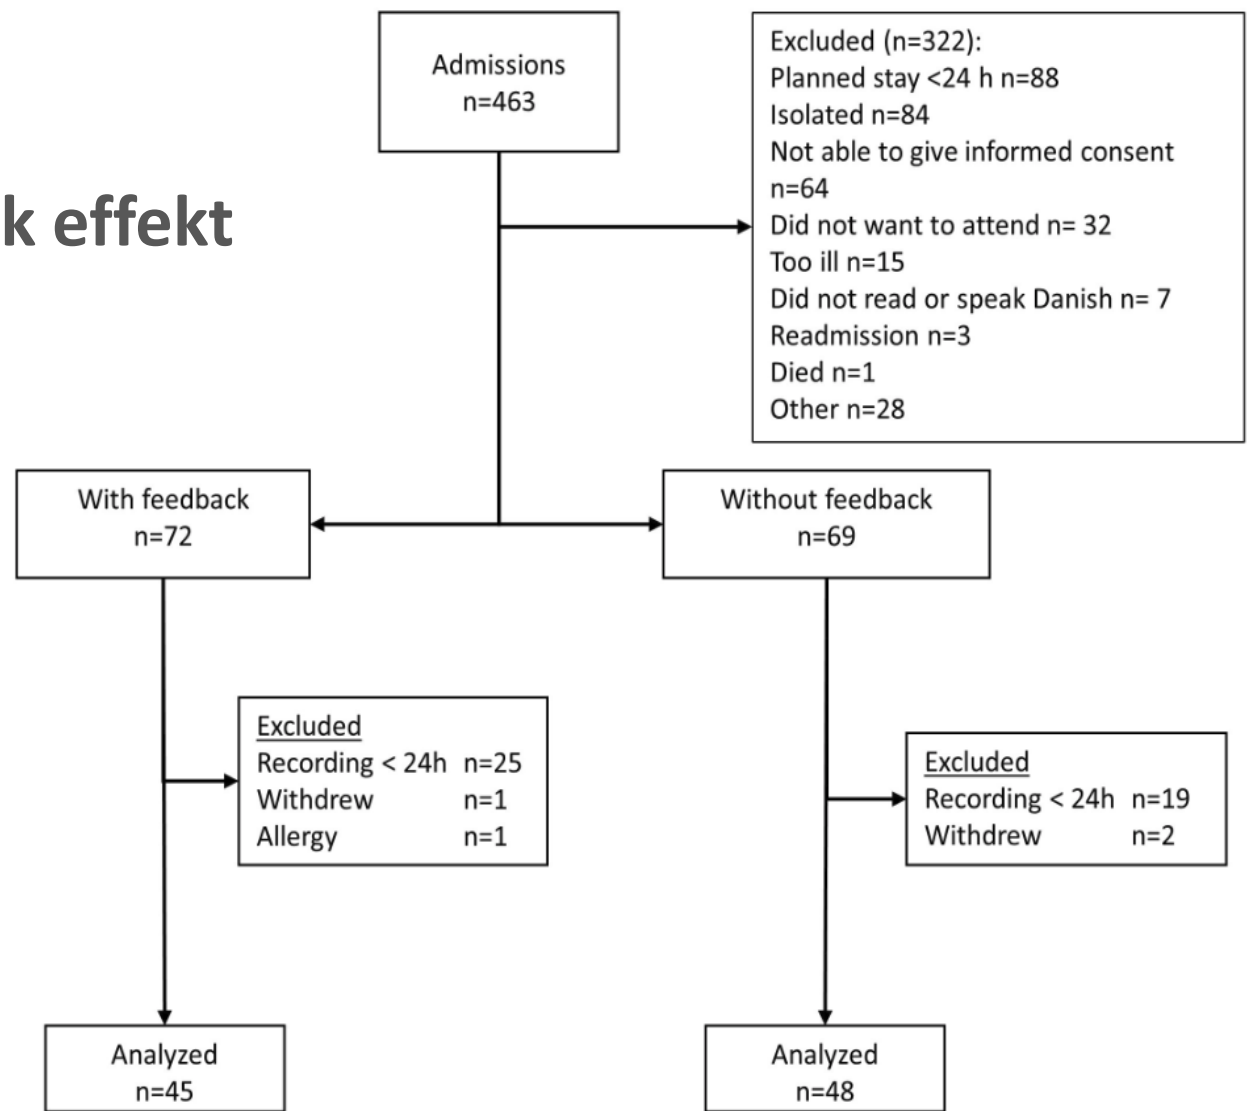 k effekt
Admissions
n=463
Excluded (n=322):
Planned stay <24 h n=88
Isolated n=84
Not able to give informed consent
n=64
Did not want to attend n= 32
Too ill n=15
Did not read or speak Danish n= 7
Readmission n=3
Died n=1
Other n=28
With feedback
n=72
Without feedback
n=69
Excluded
Recording < 24h n=25
Withdrew n=1
Allergy n=1
Excluded
Recording < 24h n=19
Withdrew n=2
Analyzed
n=45
Analyzed
n=48